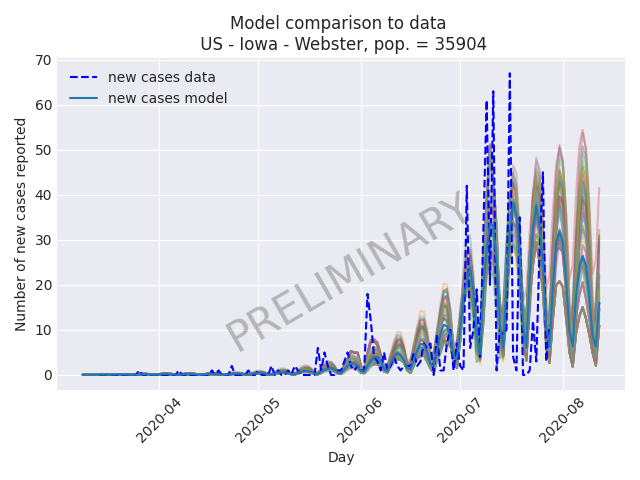 Model comparison to data
US - Iowa - Webster, pop. = 35904
new cases data
new cases model
Number of new cases reported
70
60
50
40
30
20
10
0
PRELIMINARY
2020-04
2020-05
2020-06
2020-07
2020-08
Day